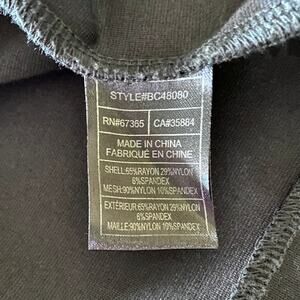 STYLE#BC48080
RN#67365 CA#35884
MADE IN CHINA
FABRIQUÉ EN CHINE
SHELL:65%RAYON 29%NYLON
6%SPANDEX
MESH:90%NYLON 10%SPANDEX
EXTÉRIEUR:65%RAYON 29%NYLON
6%SPANDEX
MAILLE:90%NYLON 10%SPANDEX